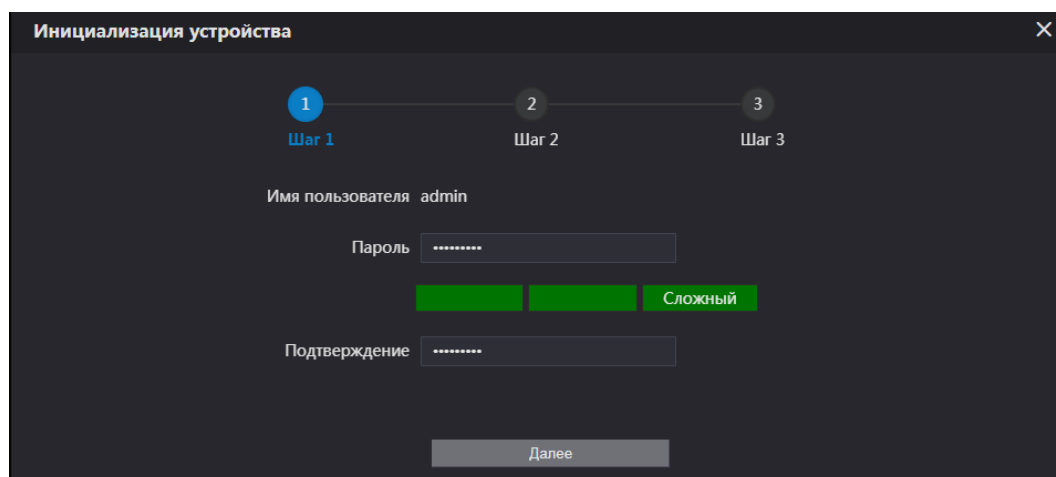 Инициализация устройства
1 2 3
Шаг 1 Шаг 2 Шаг 3
Имя пользователя admin
Пароль •••••••••
Сложный
Подтверждение •••••••••
Далее